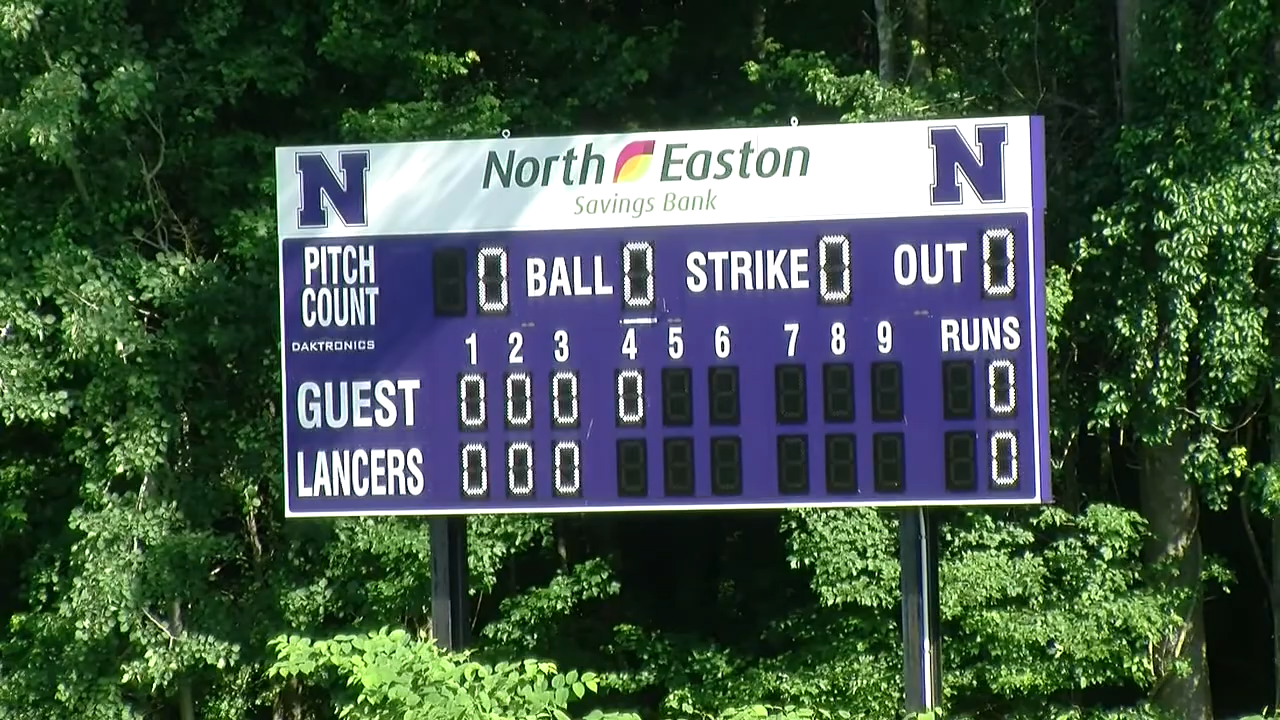 N North Easton N
Savings Bank
PITCH COUNT 0 BALL 0 STRIKE 0 OUT 0
DAKTRONICS
1 2 3 4 5 6 7 8 9 RUNS
GUEST 0 0 0 0 0
LANCERS 0 0 0 0